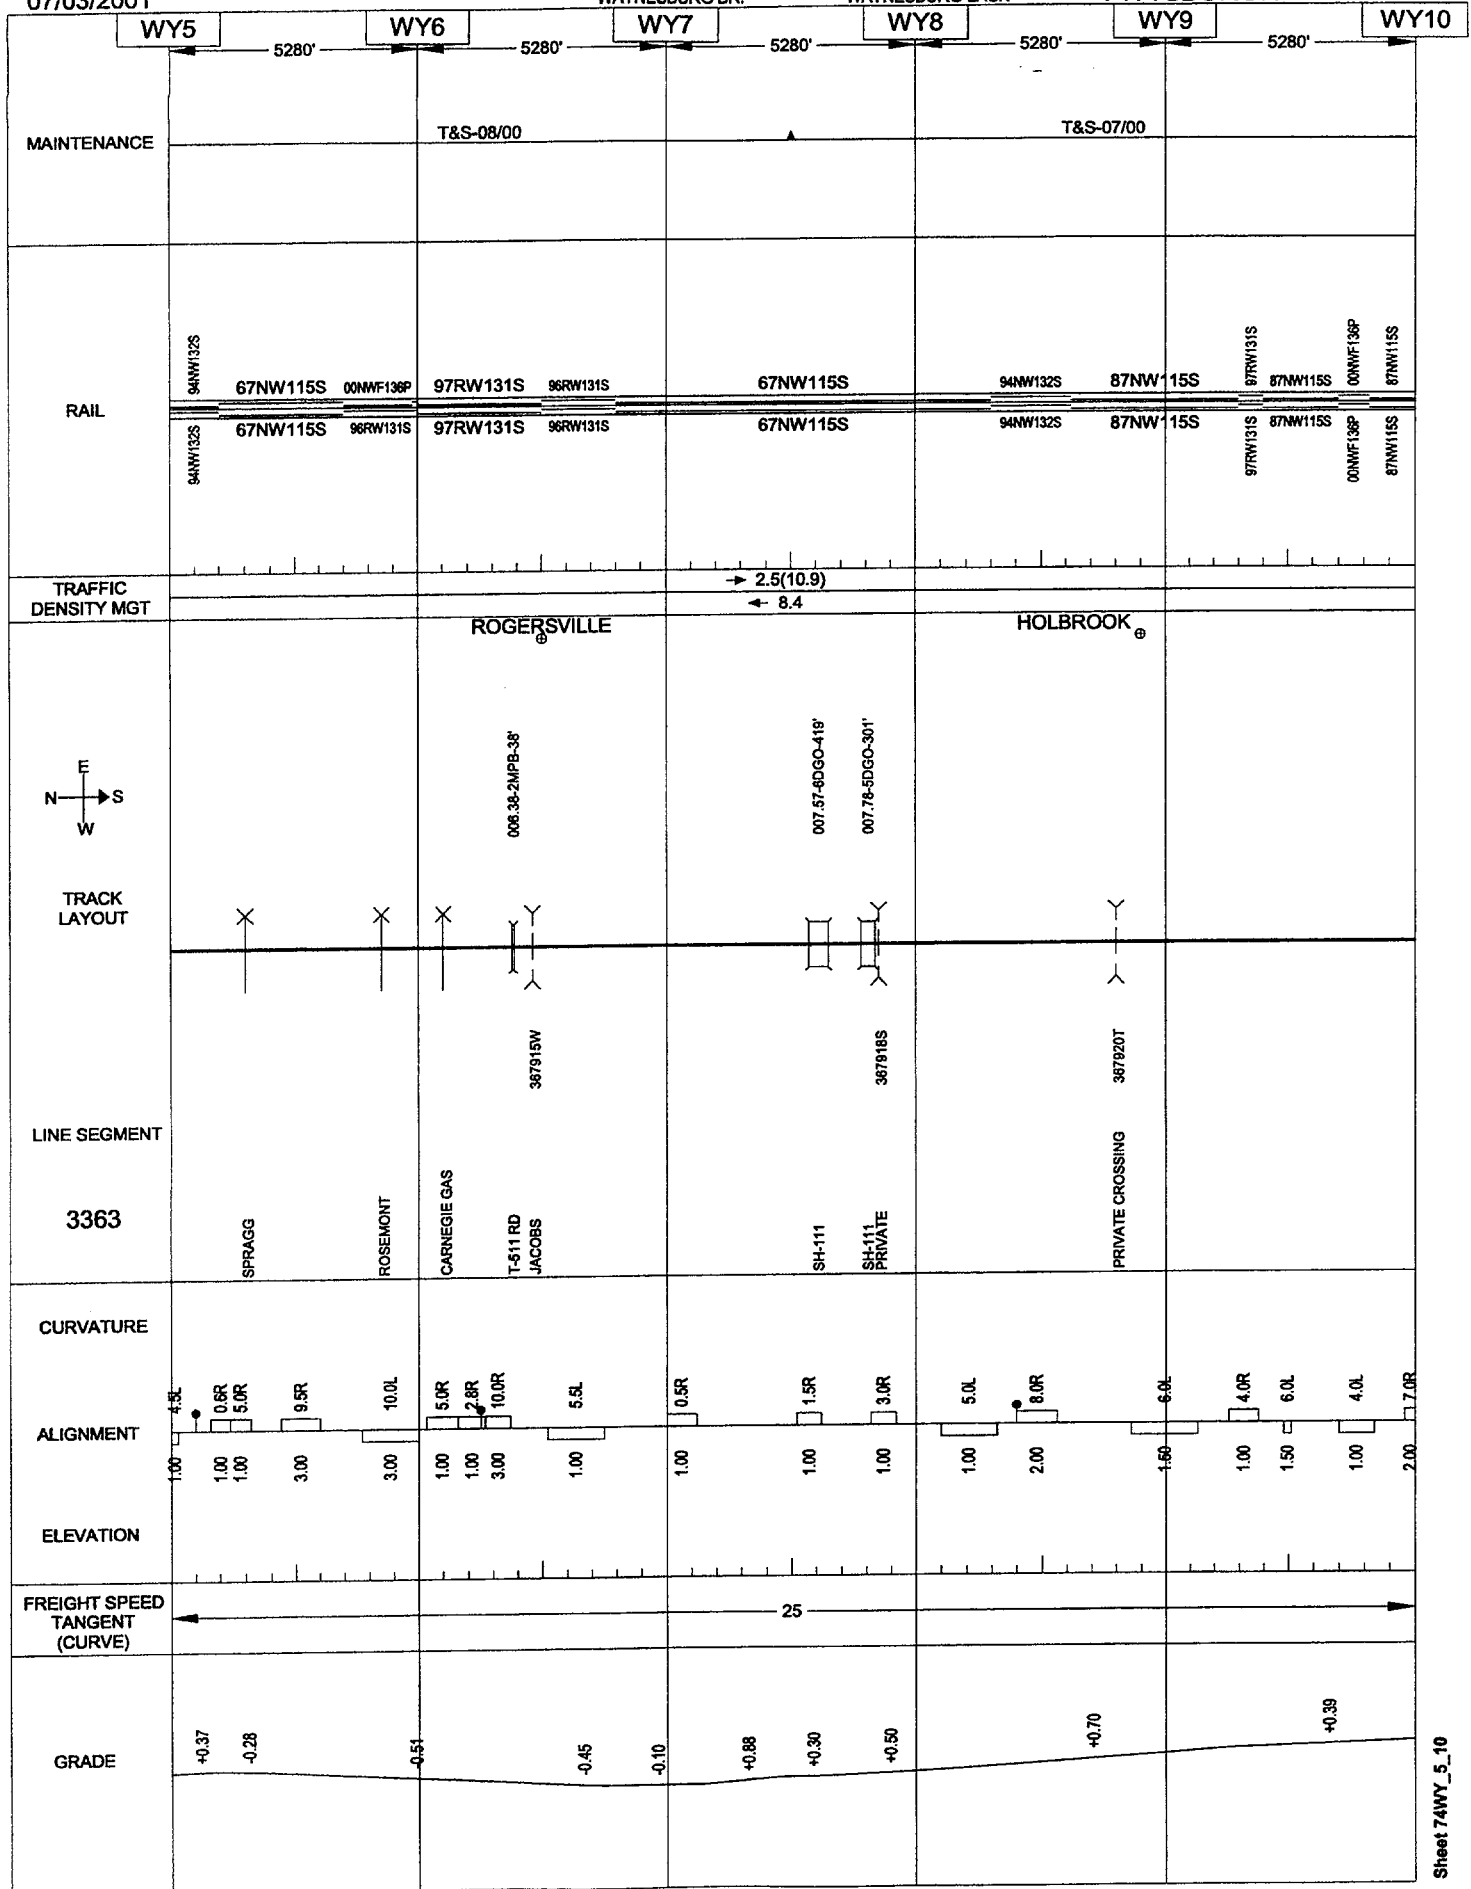 07/03/2001
WY5 WY6 WY7 WY8 WY9 WY10
5280' 5280' 5280' 5280' 5280'
MAINTENANCE
T&S-08/00 T&S-07/00
RAIL
94NW132S 67NW115S 00NWF136P 97RW131S 96RW131S 67NW115S 94NW132S 87NW115S 97RW131S 87NW115S 00NWF136P 87NW115S
94NW132S 67NW115S 96RW131S 97RW131S 96RW131S 67NW115S 94NW132S 87NW115S 97RW131S 87NW115S 00NWF136P 87NW115S
TRAFFIC
DENSITY MGT
2.5(10.9)
8.4
ROGERSVILLE HOLBROOK
E
N S
W
006.38-2MPB-38' 007.57-6DGO-419' 007.78-5DGO-301'
TRACK
LAYOUT
367915W 367918S 367920T
LINE SEGMENT
3363
SPRAGG ROSEMONT CARNEGIE GAS T-511 RD JACOBS SH-111 SH-111 PRIVATE PRIVATE CROSSING
CURVATURE
4.5L 0.6R 5.0R 9.5R 10.0L 5.0R 2.8R 10.0R 5.5L 0.5R 1.5R 3.0R 5.0L 8.0R 6.0L 4.0R 6.0L 4.0L 7.0R
ALIGNMENT
1.00 1.00 1.00 3.00 3.00 1.00 1.00 3.00 1.00 1.00 1.00 1.00 1.00 2.00 1.50 1.00 1.50 1.00 2.00
ELEVATION
FREIGHT SPEED
TANGENT
(CURVE)
25
GRADE
+0.37 -0.28 -0.51 -0.45 -0.10 +0.88 +0.30 +0.50 +0.70 +0.39
Sheet 74WY_5_10